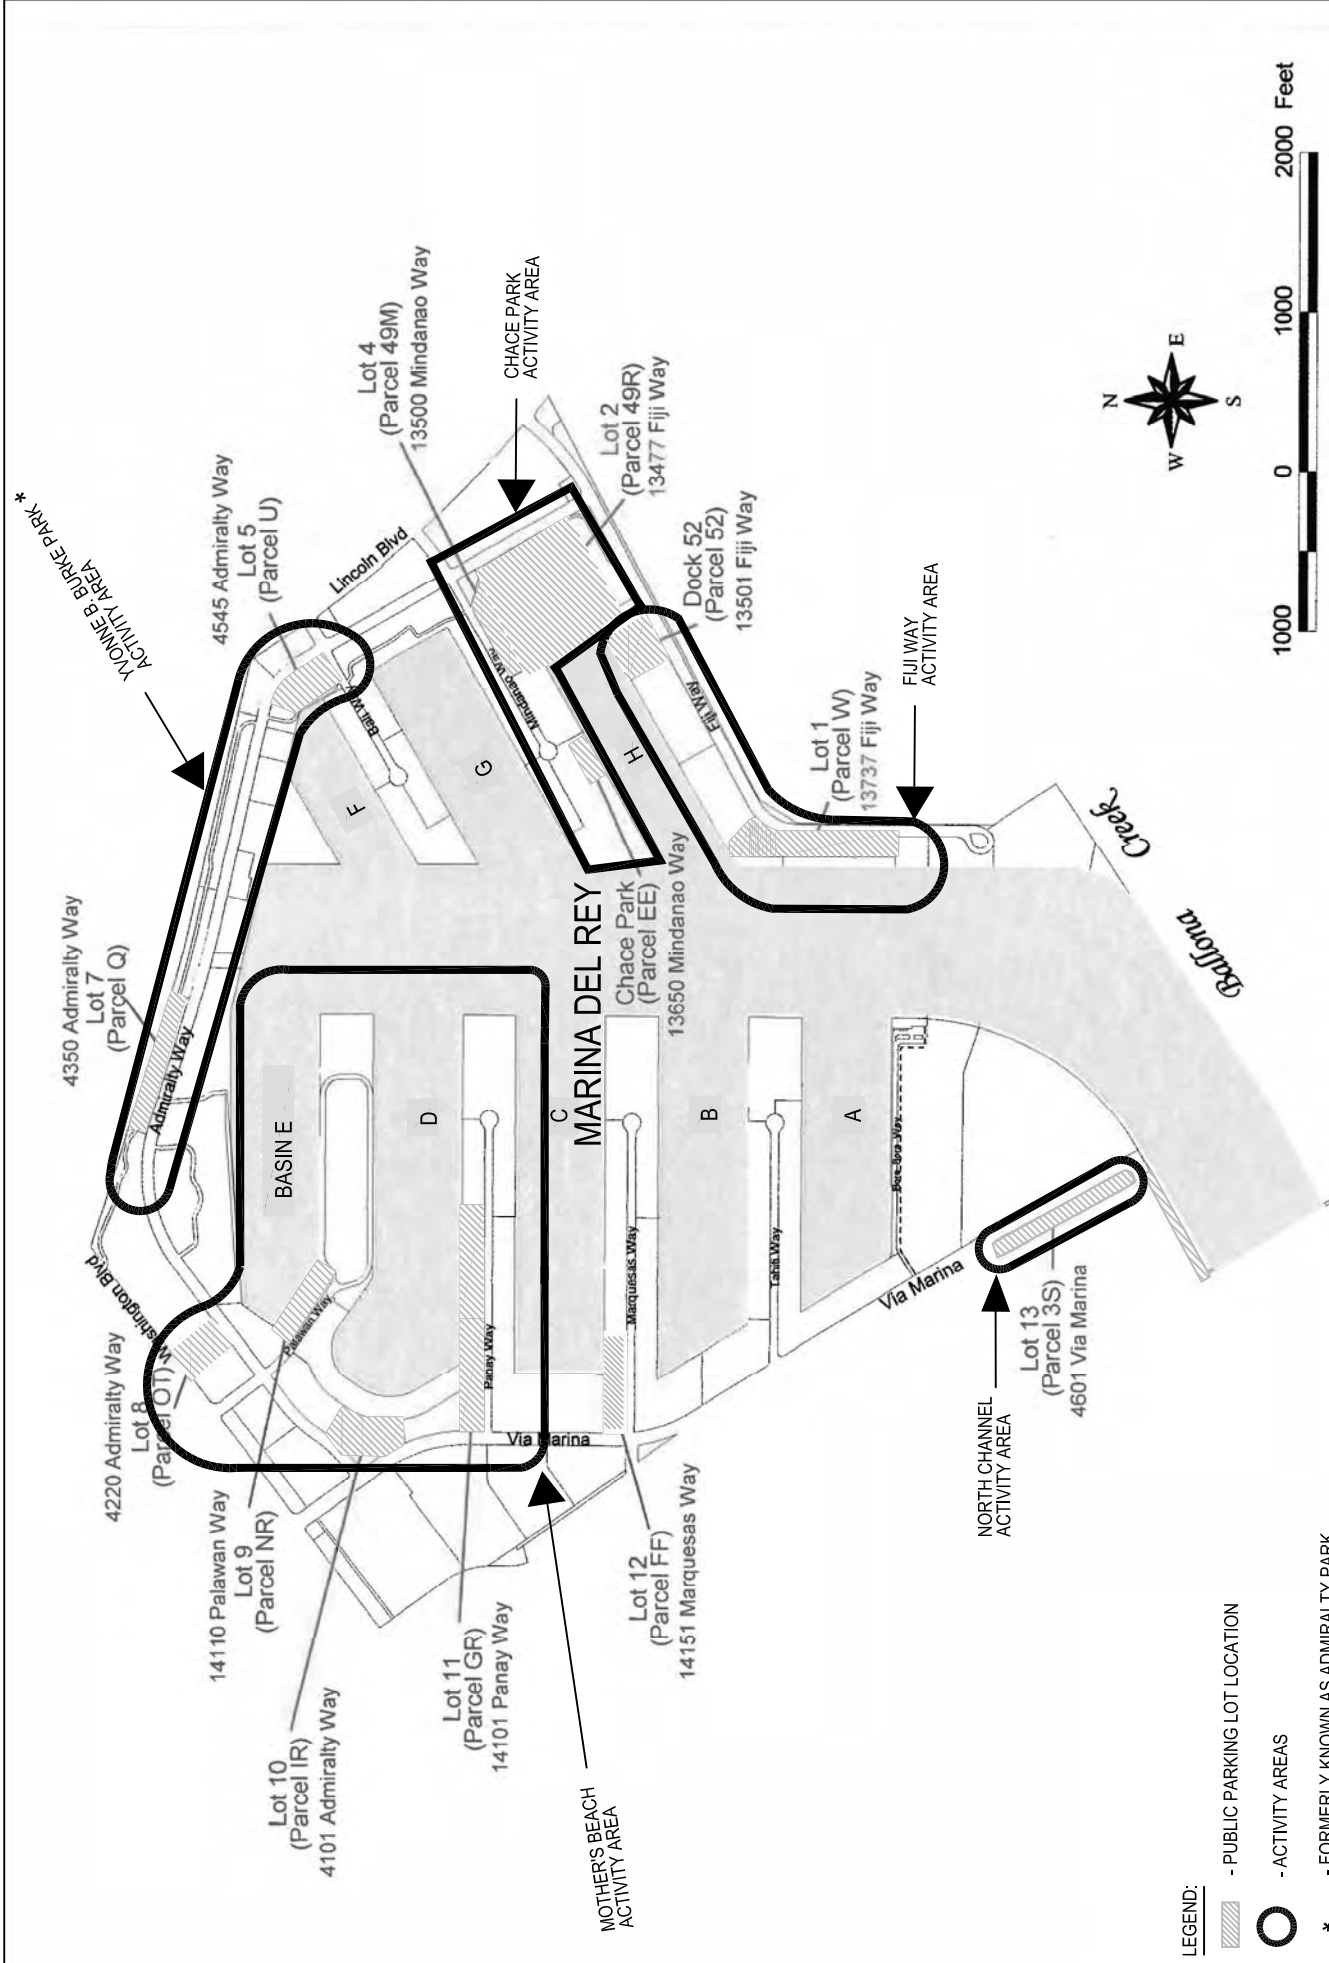 YVONNE B. BURKE PARK *
ACTIVITY AREA
4350 Admiralty Way
Lot 7
(Parcel Q)
4545 Admiralty Way
Lot 5
(Parcel U)
Lot 4
(Parcel 49M)
13500 Mindanao Way
CHACE PARK
ACTIVITY AREA
Lot 2
(Parcel 49R)
13477 Fiji Way
Dock 52
(Parcel 52)
13501 Fiji Way
Lot 1
(Parcel W)
13737 Fiji Way
FIJI WAY
ACTIVITY AREA
Chace Park
(Parcel EE)
13650 Mindanao Way
MARINA DEL REY
4220 Admiralty Way
Lot 8
(Parcel OT)
14110 Palawan Way
Lot 9
(Parcel NR)
Lot 10
(Parcel IR)
4101 Admiralty Way
Lot 11
(Parcel GR)
14101 Panay Way
MOTHER'S BEACH
ACTIVITY AREA
Lot 12
(Parcel FF)
14151 Marquesas Way
NORTH CHANNEL
ACTIVITY AREA
Lot 13
(Parcel 3S)
4601 Via Marina
Washington Blvd
Admiralty Way
Lincoln Blvd
Bali Way
Mindanao Way
Fiji Way
Palawan Way
Panay Way
Marquesas Way
Tahiti Way
Via Marina
Via Marina
BASIN E
D
C
B
A
F
G
H
Ballona
Creek
N
E
S
W
1000
0
1000
2000 Feet
LEGEND:
- PUBLIC PARKING LOT LOCATION
- ACTIVITY AREAS
* - FORMERLY KNOWN AS ADMIRALTY PARK